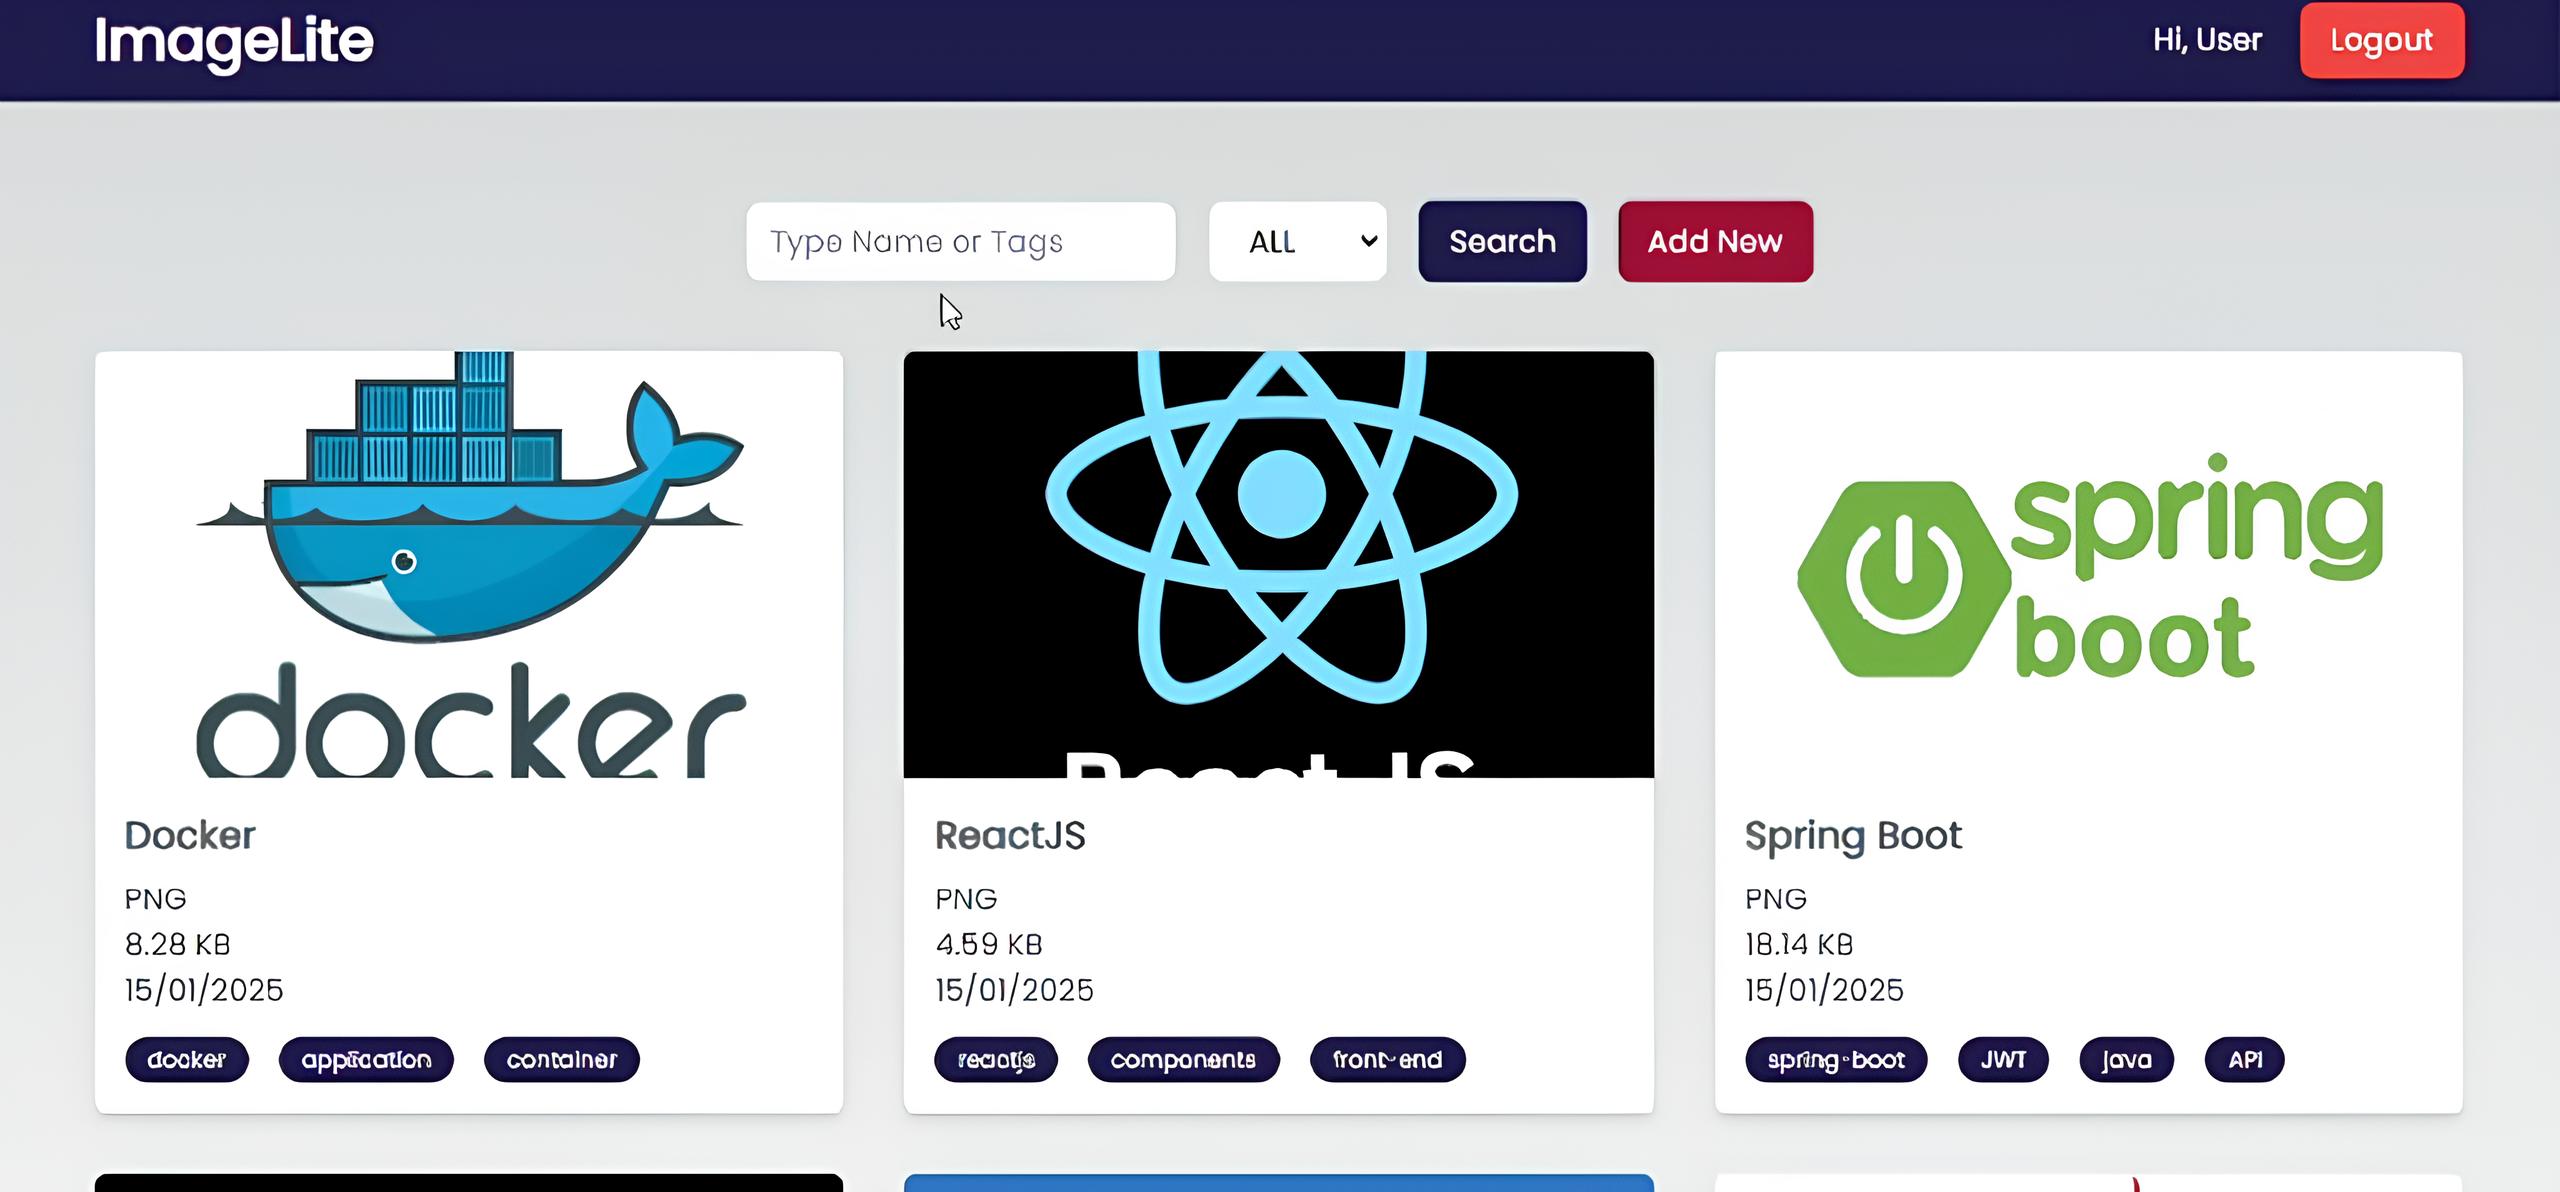 ImageLite
Hi, User
Logout
Type Name or Tags
ALL
Search
Add New
docker
React JS
spring
boot
Docker
PNG
8.28 KB
15/01/2025
docker
application
container
ReactJS
PNG
4.59 KB
15/01/2025
reactjs
components
front-end
Spring Boot
PNG
18.14 KB
15/01/2025
spring-boot
JWT
java
API